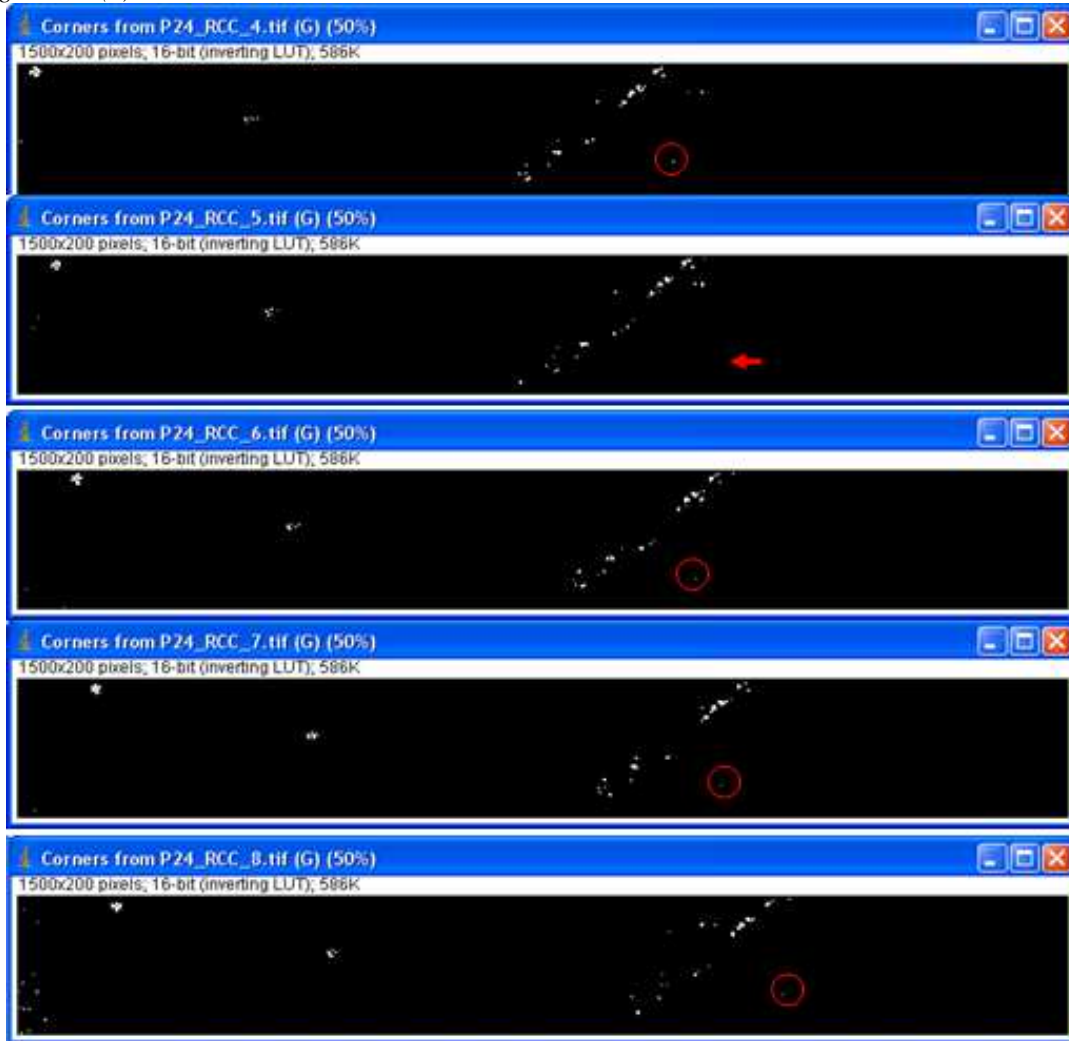 Corners from P24_RCC_4.tif (G) (50%)
1500x200 pixels; 16-bit (inverting LUT); 586K
Corners from P24_RCC_5.tif (G) (50%)
1500x200 pixels; 16-bit (inverting LUT); 586K
Corners from P24_RCC_6.tif (G) (50%)
1500x200 pixels; 16-bit (inverting LUT); 586K
Corners from P24_RCC_7.tif (G) (50%)
1500x200 pixels; 16-bit (inverting LUT); 586K
Corners from P24_RCC_8.tif (G) (50%)
1500x200 pixels; 16-bit (inverting LUT); 586K